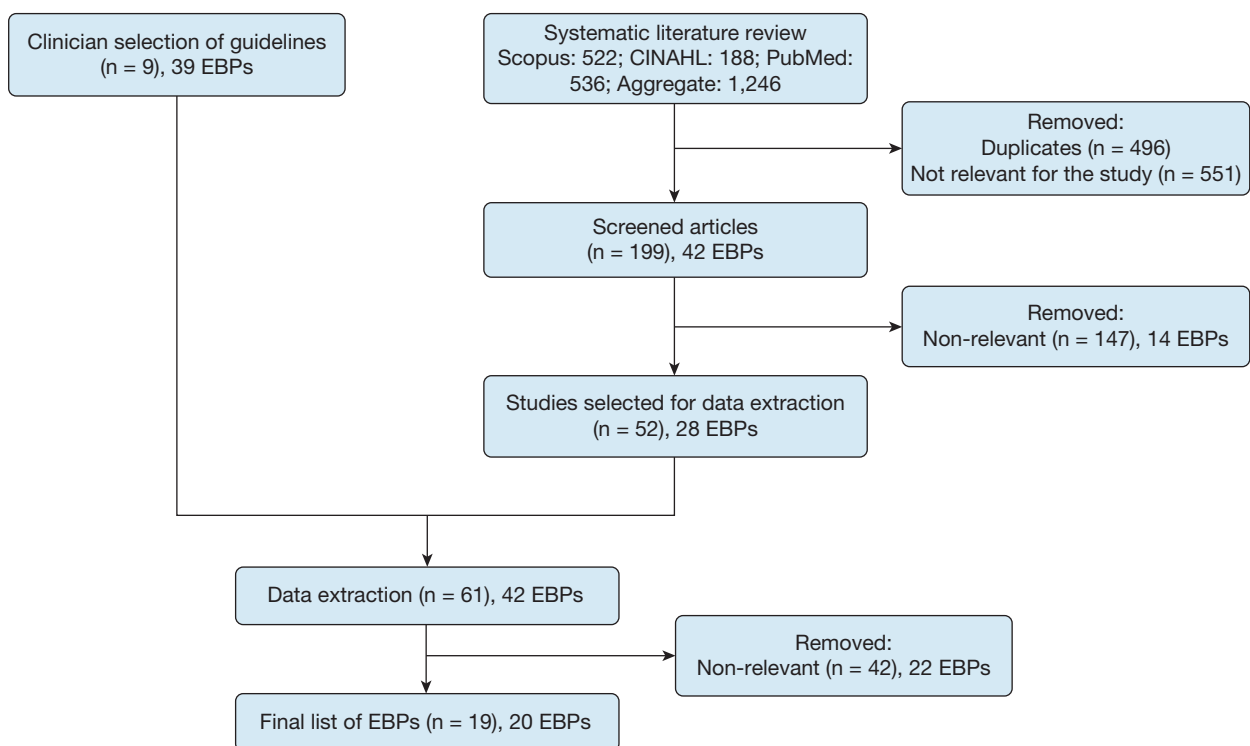 Clinician selection of guidelines
(n = 9), 39 EBPs
Systematic literature review
Scopus: 522; CINAHL: 188; PubMed:
536; Aggregate: 1,246
Removed:
Duplicates (n = 496)
Not relevant for the study (n = 551)
Screened articles
(n = 199), 42 EBPs
Removed:
Non-relevant (n = 147), 14 EBPs
Studies selected for data extraction
(n = 52), 28 EBPs
Data extraction (n = 61), 42 EBPs
Removed:
Non-relevant (n = 42), 22 EBPs
Final list of EBPs (n = 19), 20 EBPs